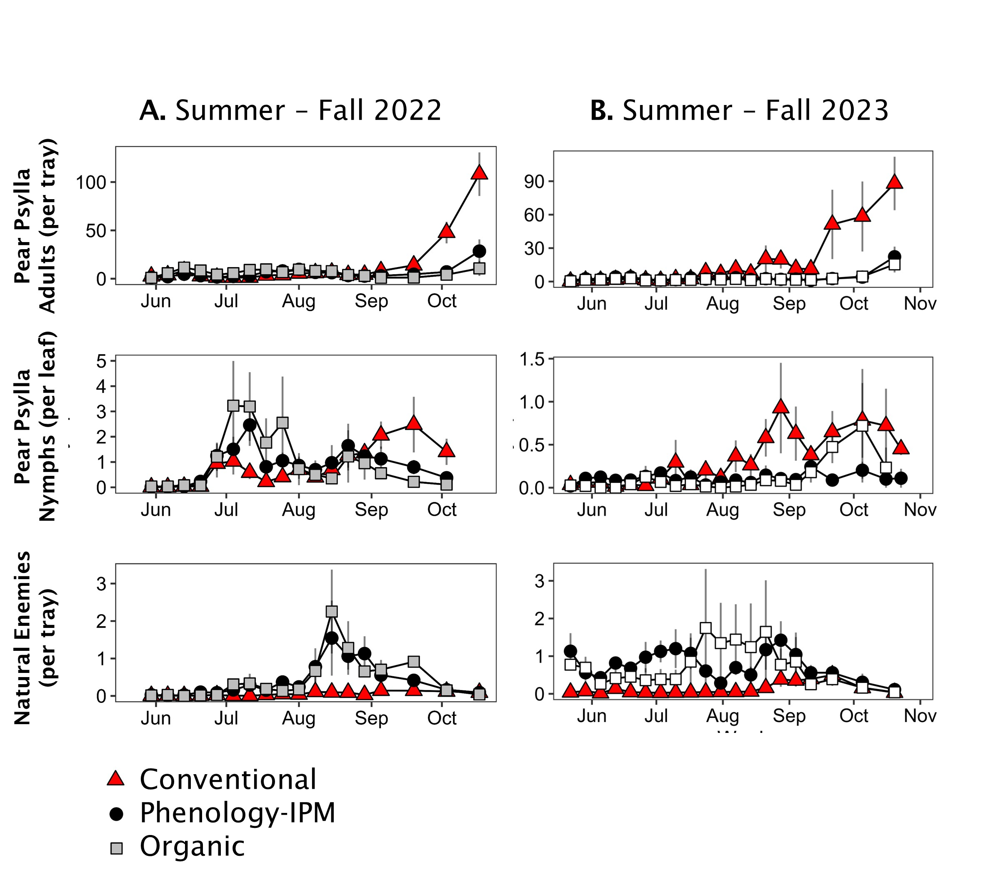 A. Summer – Fall 2022
B. Summer – Fall 2023
Pear Psylla
Adults (per tray)
100
50
0
Jun Jul Aug Sep Oct
90
60
30
0
Jun Jul Aug Sep Oct Nov
Pear Psylla
Nymphs (per leaf)
5
4
3
2
1
0
Jun Jul Aug Sep Oct
1.5
1.0
0.5
0.0
Jun Jul Aug Sep Oct Nov
Natural Enemies
(per tray)
3
2
1
0
Jun Jul Aug Sep Oct
3
2
1
0
Jun Jul Aug Sep Oct Nov
Conventional
Phenology-IPM
Organic